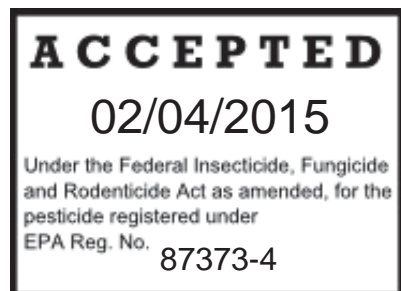 ACCEPTED
02/04/2015
Under the Federal Insecticide, Fungicide
and Rodenticide Act as amended, for the
pesticide registered under
EPA Reg. No. 87373-4